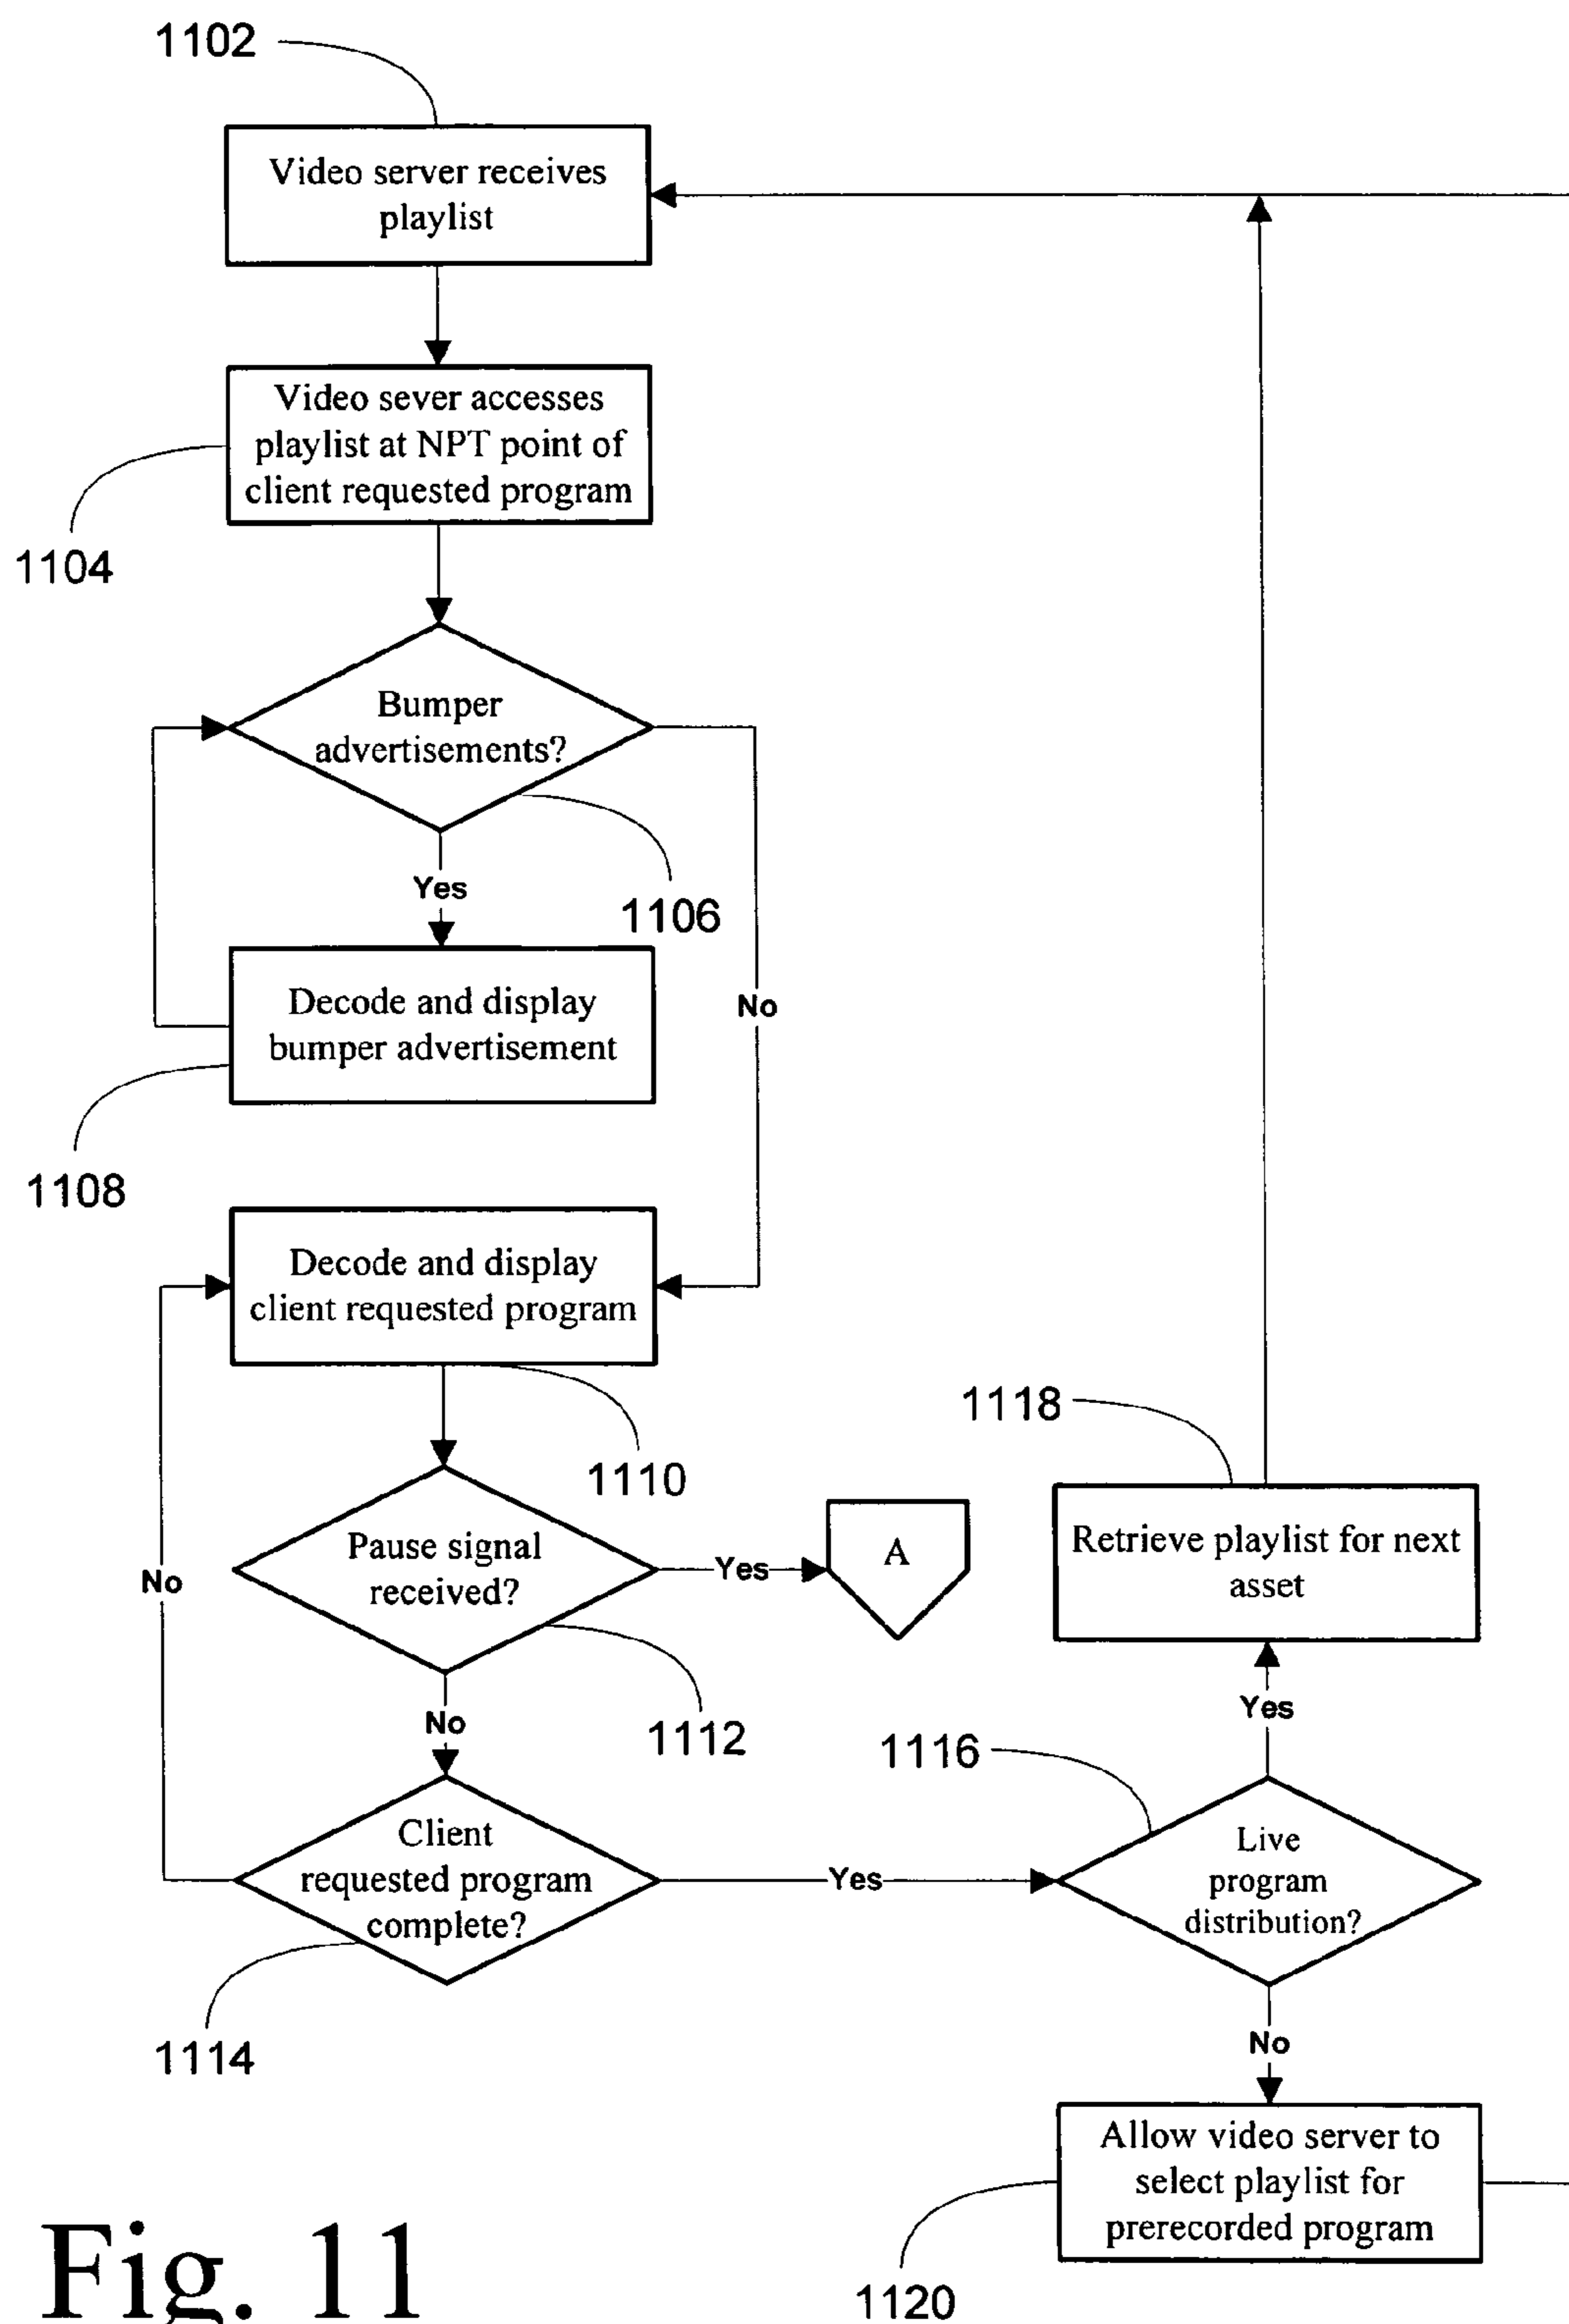 1102
Video server receives
playlist
Video sever accesses
playlist at NPT point of
client requested program
1104
Bumper
advertisements?
Yes
1106
No
Decode and display
bumper advertisement
1108
Decode and display
client requested program
1110
Pause signal
received?
Yes
A
No
1112
No
Client
requested program
complete?
Yes
1114
1118
Retrieve playlist for next
asset
Yes
1116
Live
program
distribution?
No
Allow video server to
select playlist for
prerecorded program
1120
Fig. 11